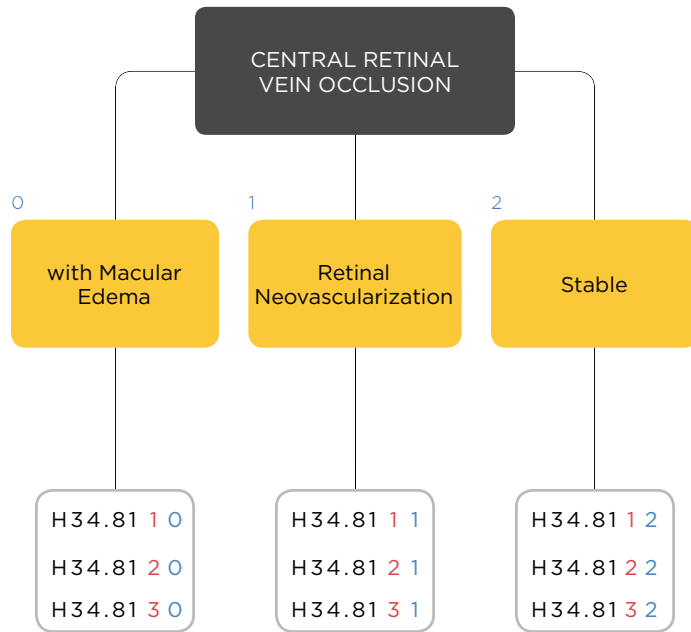 CENTRAL RETINAL
VEIN OCCLUSION
0
1
2
with Macular
Edema
Retinal
Neovascularization
Stable
H34.81 1 0
H34.81 2 0
H34.81 3 0
H34.81 1 1
H34.81 2 1
H34.81 3 1
H34.81 1 2
H34.81 2 2
H34.81 3 2